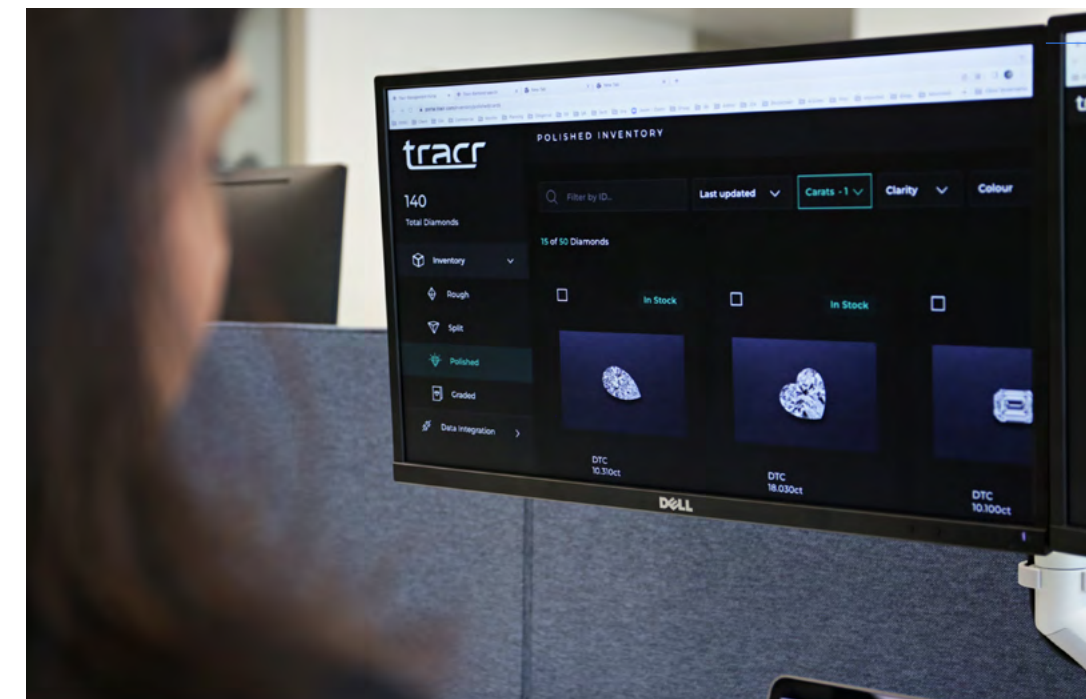 tracr
140
Total Diamonds
Inventory
Rough
Split
Polished
Graded
Data Integration
POLISHED INVENTORY
Filter by ID...
Last updated
Carats - 1
Clarity
Colour
15 of 50 Diamonds
In Stock
In Stock
DTC
10.310ct
DTC
18.030ct
DTC
10.100ct
DELL